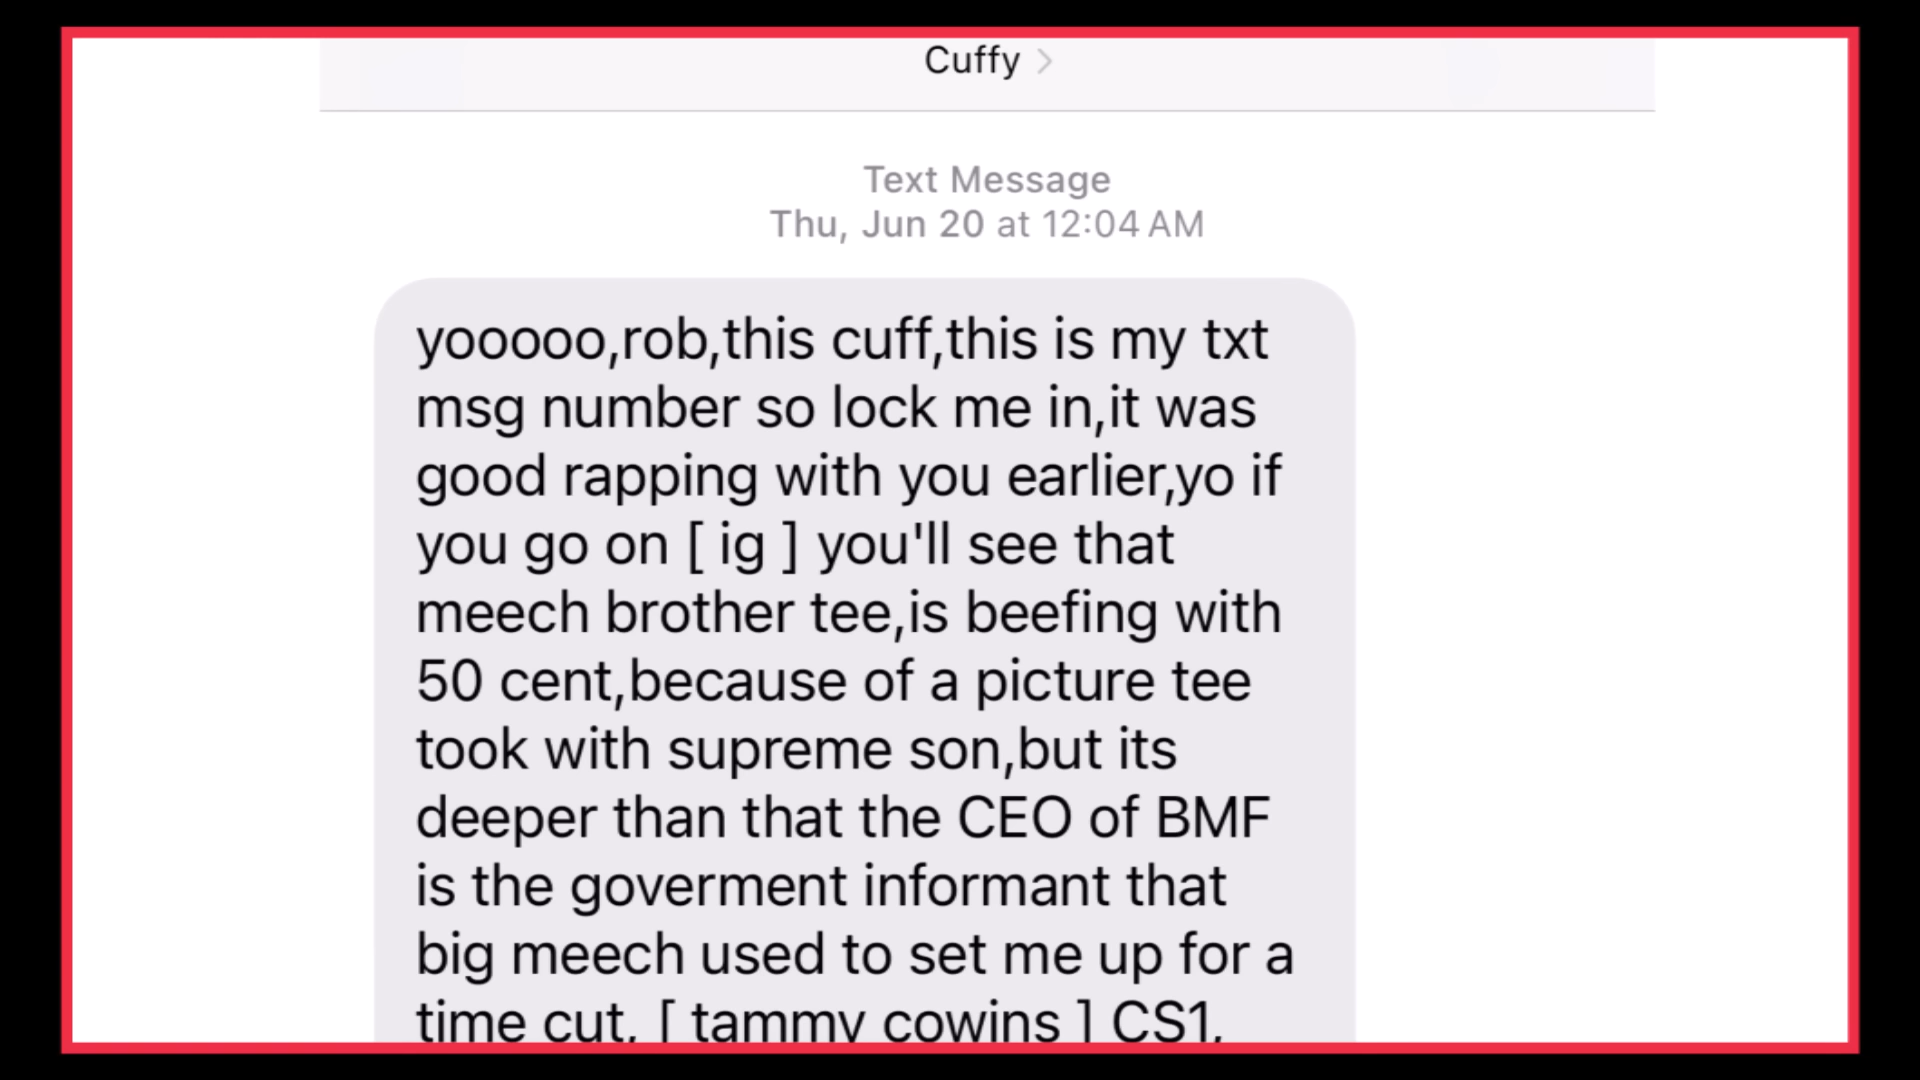 Cuffy
Text Message
Thu, Jun 20 at 12:04 AM
yooooo,rob,this cuff,this is my txt
msg number so lock me in,it was
good rapping with you earlier,yo if
you go on [ ig ] you'll see that
meech brother tee,is beefing with
50 cent,because of a picture tee
took with supreme son,but its
deeper than that the CEO of BMF
is the goverment informant that
big meech used to set me up for a
time cut, [ tammy cowins ] CS1,